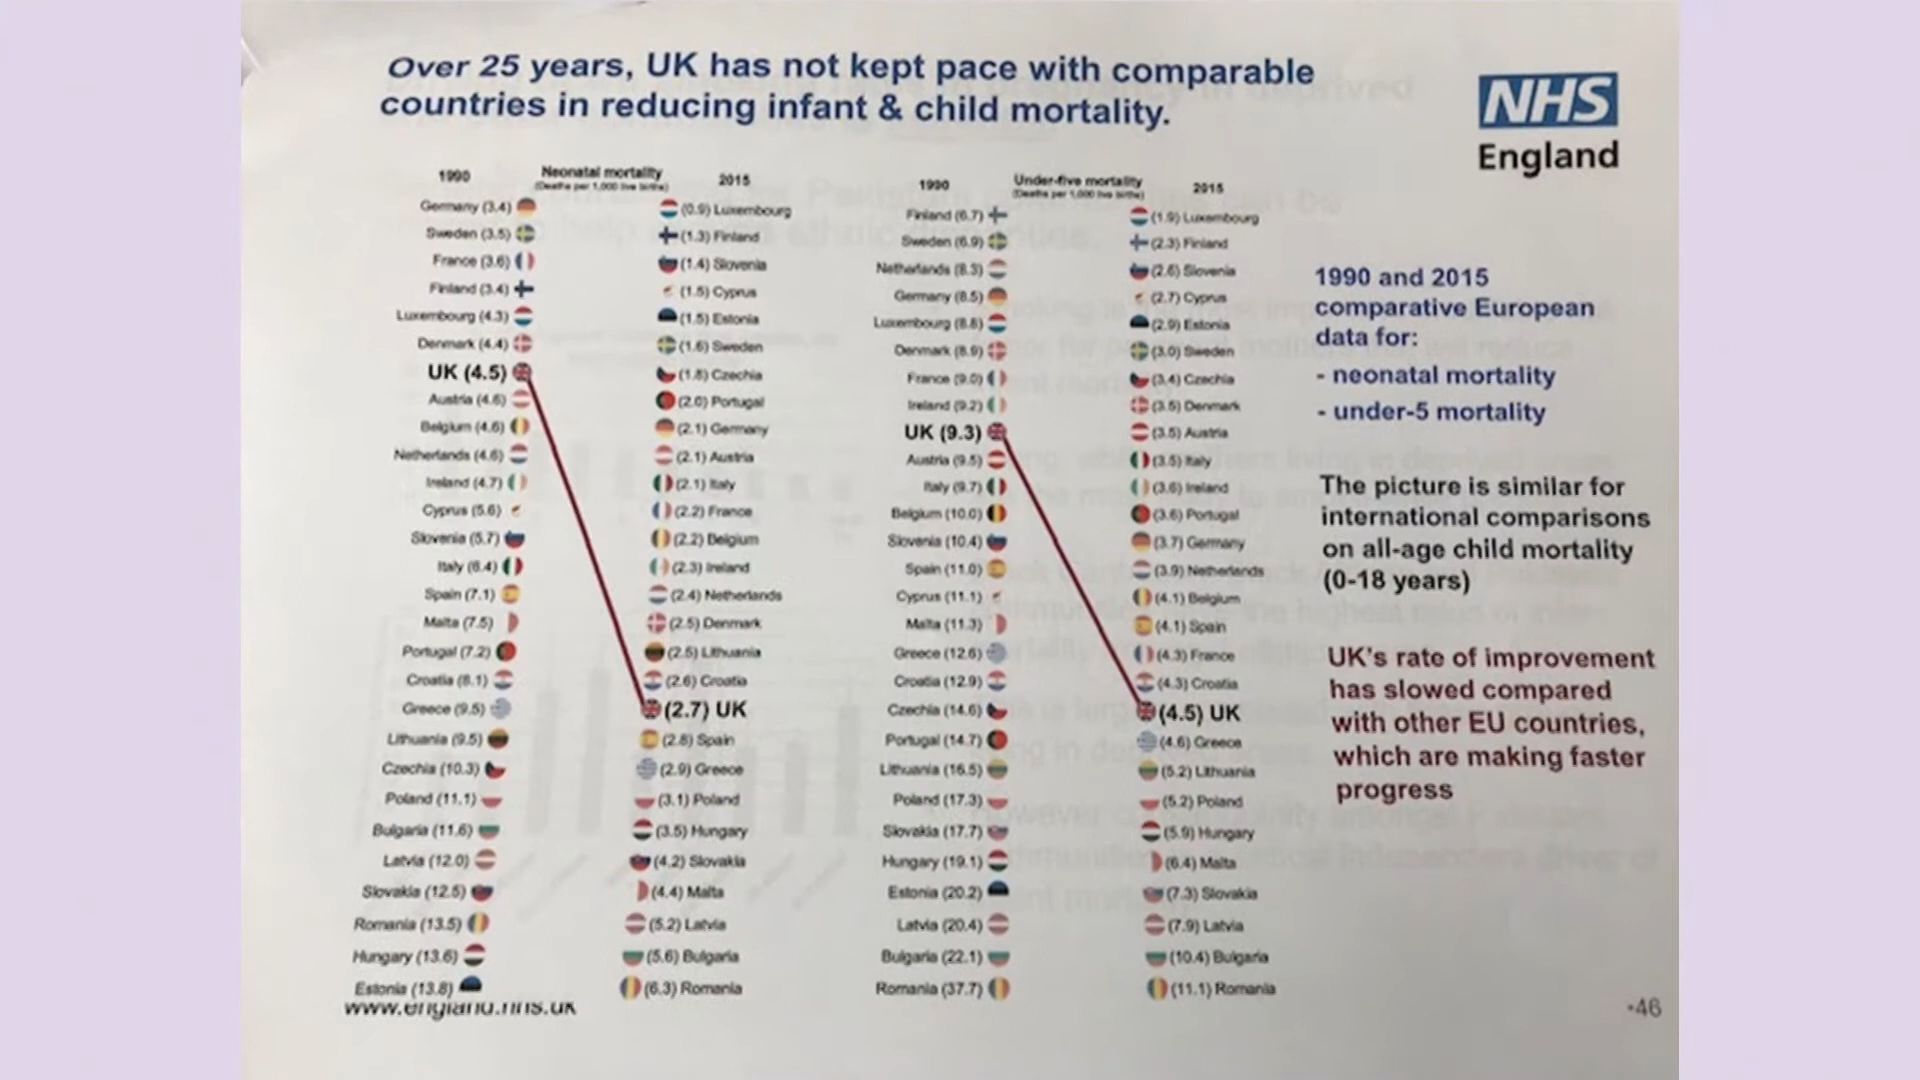 Over 25 years, UK has not kept pace with comparable
countries in reducing infant & child mortality.
NHS
England
1990
Neonatal mortality
(Deaths per 1,000 live births)
2015
Germany (3.4)
Sweden (3.5)
France (3.6)
Finland (3.4)
Luxembourg (4.3)
Denmark (4.4)
UK (4.5)
Austria (4.6)
Belgium (4.6)
Netherlands (4.6)
Ireland (4.7)
Cyprus (5.6)
Slovenia (5.7)
Italy (6.4)
Spain (7.1)
Malta (7.5)
Portugal (7.2)
Croatia (8.1)
Greece (9.5)
Lithuania (9.5)
Czechia (10.3)
Poland (11.1)
Bulgaria (11.6)
Latvia (12.0)
Slovakia (12.5)
Romania (13.5)
Hungary (13.6)
Estonia (13.8)
(0.9) Luxembourg
(1.3) Finland
(1.4) Slovenia
(1.5) Cyprus
(1.5) Estonia
(1.6) Sweden
(1.8) Czechia
(2.0) Portugal
(2.1) Germany
(2.1) Austria
(2.1) Italy
(2.2) France
(2.2) Belgium
(2.3) Ireland
(2.4) Netherlands
(2.5) Denmark
(2.5) Lithuania
(2.6) Croatia
(2.7) UK
(2.8) Spain
(2.9) Greece
(3.1) Poland
(3.5) Hungary
(4.2) Slovakia
(4.4) Malta
(5.2) Latvia
(5.6) Bulgaria
(6.3) Romania
1990
Under-five mortality
(Deaths per 1,000 live births)
2015
Finland (6.7)
Sweden (6.9)
Netherlands (8.3)
Germany (8.5)
Luxembourg (8.8)
Denmark (8.9)
France (9.0)
Ireland (9.2)
UK (9.3)
Austria (9.5)
Italy (9.7)
Belgium (10.0)
Slovenia (10.4)
Spain (11.0)
Cyprus (11.1)
Malta (11.3)
Greece (12.6)
Croatia (12.9)
Czechia (14.6)
Portugal (14.7)
Lithuania (16.5)
Poland (17.3)
Slovakia (17.7)
Hungary (19.1)
Estonia (20.2)
Latvia (20.4)
Bulgaria (22.1)
Romania (37.7)
(1.9) Luxembourg
(2.3) Finland
(2.6) Slovenia
(2.7) Cyprus
(2.9) Estonia
(3.0) Sweden
(3.4) Czechia
(3.5) Denmark
(3.5) Austria
(3.5) Italy
(3.6) Ireland
(3.6) Portugal
(3.7) Germany
(3.9) Netherlands
(4.1) Belgium
(4.1) Spain
(4.3) France
(4.3) Croatia
(4.5) UK
(4.6) Greece
(5.2) Lithuania
(5.2) Poland
(5.9) Hungary
(6.4) Malta
(7.3) Slovakia
(7.9) Latvia
(10.4) Bulgaria
(11.1) Romania
1990 and 2015
comparative European
data for:
- neonatal mortality
- under-5 mortality
The picture is similar for
international comparisons
on all-age child mortality
(0-18 years)
UK's rate of improvement
has slowed compared
with other EU countries,
which are making faster
progress
www.england.nhs.uk
·46